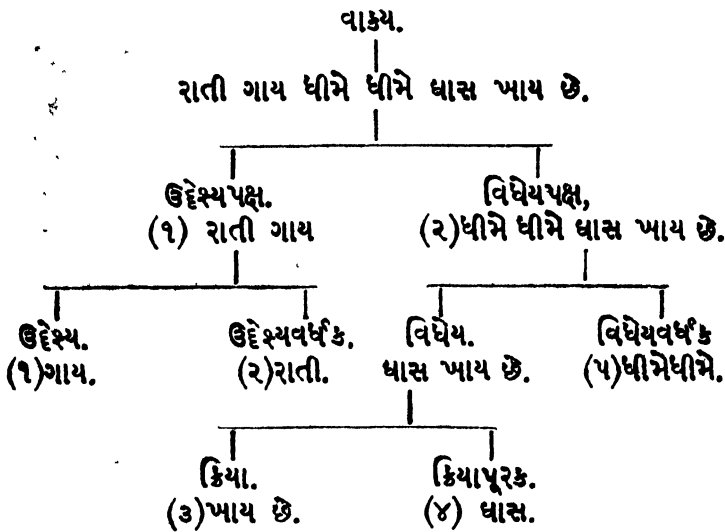 વાક્ય.
રાતી ગાય ધીમે ધીમે ઘાસ ખાય છે.
ઉદ્દેશ્યપક્ષ.
(૧) રાતી ગાય
વિધેયપક્ષ,
(૨)ધીમે ધીમે ઘાસ ખાય છે.
ઉદ્દેશ્ય.
(૧)ગાય.
ઉદ્દેશ્યવર્ધક.
(૨)રાતી.
વિધેય.
ઘાસ ખાય છે.
વિધેયવર્ધક
(૫)ધીમેધીમે.
ક્રિયા.
(૩)ખાય છે.
ક્રિયાપૂરક.
(૪) ઘાસ.